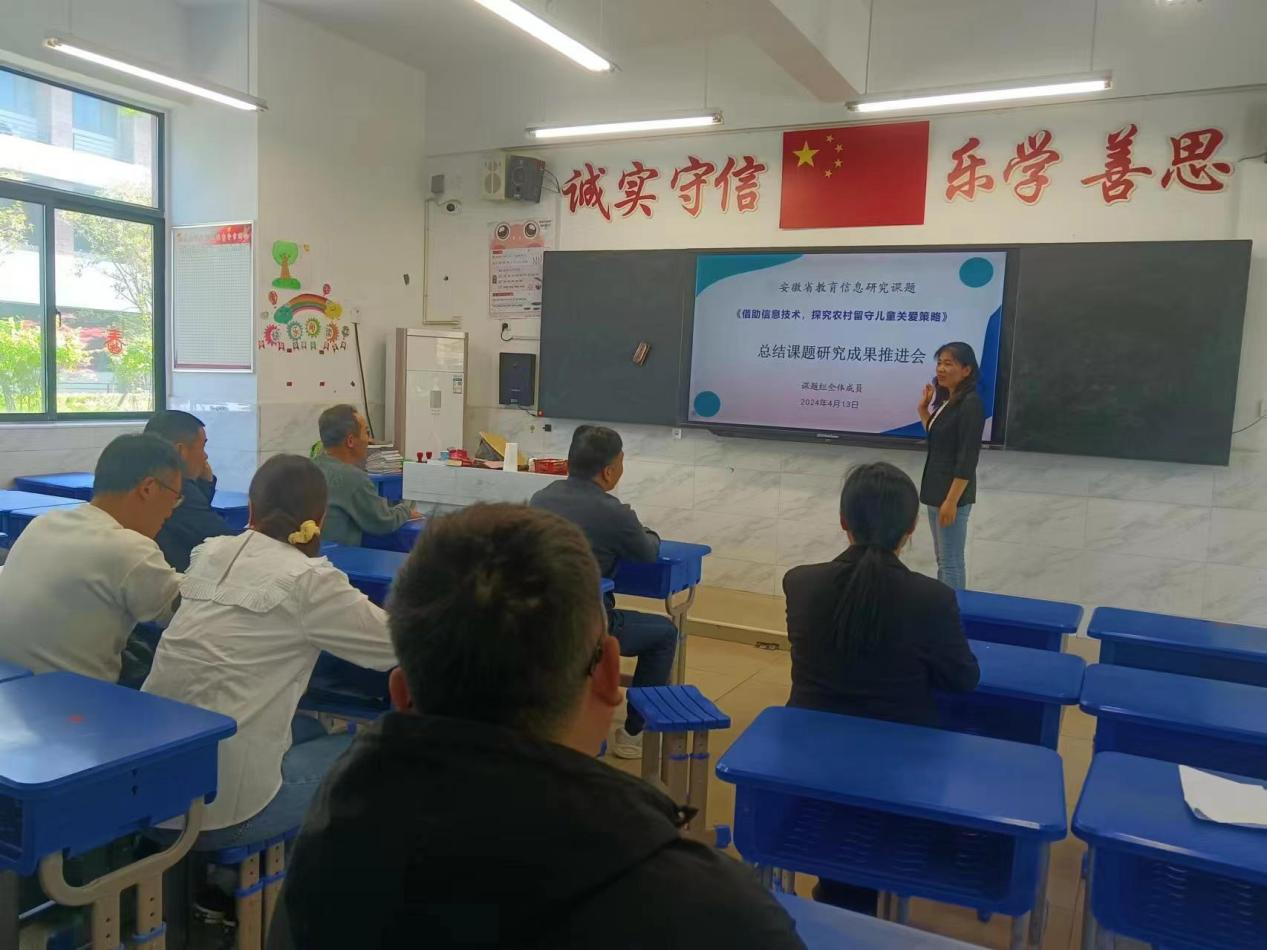 诚实守信
乐学善思
安徽省教育信息研究课题
《借助信息技术，探究农村留守儿童关爱策略》
总结课题研究成果推进会
课题组全体成员
2024年4月13日